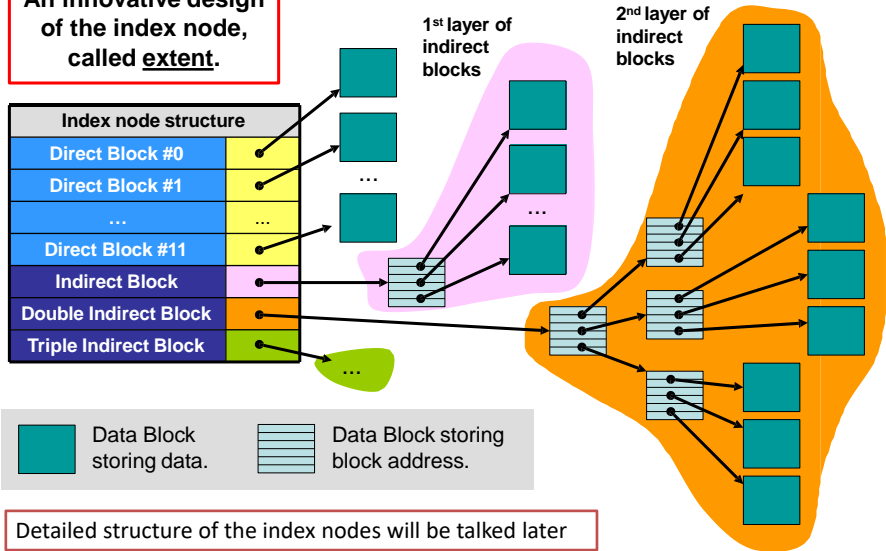 An innovative design
of the index node,
called extent.
1st layer of
indirect
blocks
2nd layer of
indirect
blocks
Index node structure
Direct Block #0
Direct Block #1
… …
Direct Block #11
Indirect Block
Double Indirect Block
Triple Indirect Block
…
…
…
Data Block
storing data.
Data Block storing
block address.
Detailed structure of the index nodes will be talked later